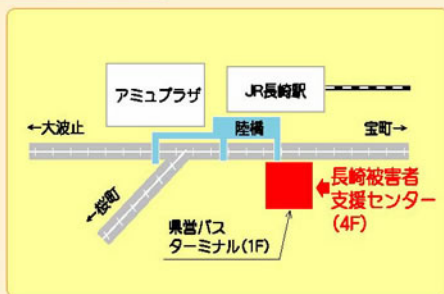 アミュプラザ
JR長崎駅
←大波止
陸橋
宝町→
←桜町
長崎被害者
支援センター
(4F)
県営バス
ターミナル(1F)